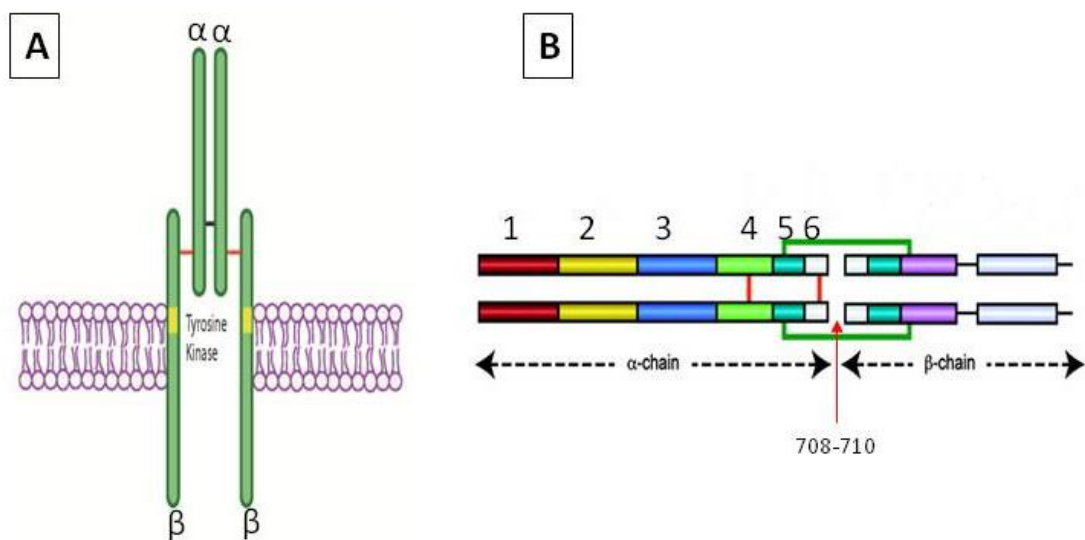 A
α α
Tyrosine
Kinase
β β
B
1 2 3 4 5 6
α-chain β-chain
708-710